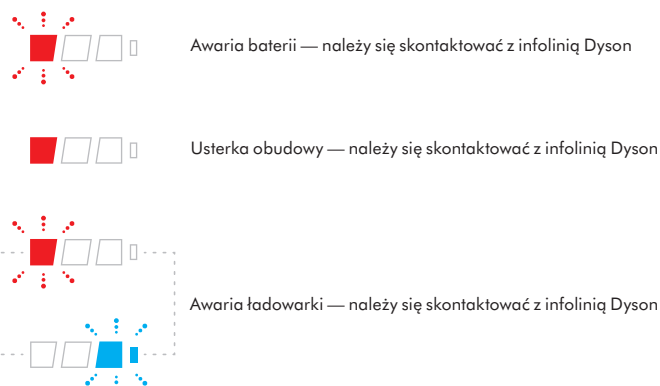 Awaria baterii — należy się skontaktować z infolinią Dyson
Usterka obudowy — należy się skontaktować z infolinią Dyson
Awaria ładowarki — należy się skontaktować z infolinią Dyson